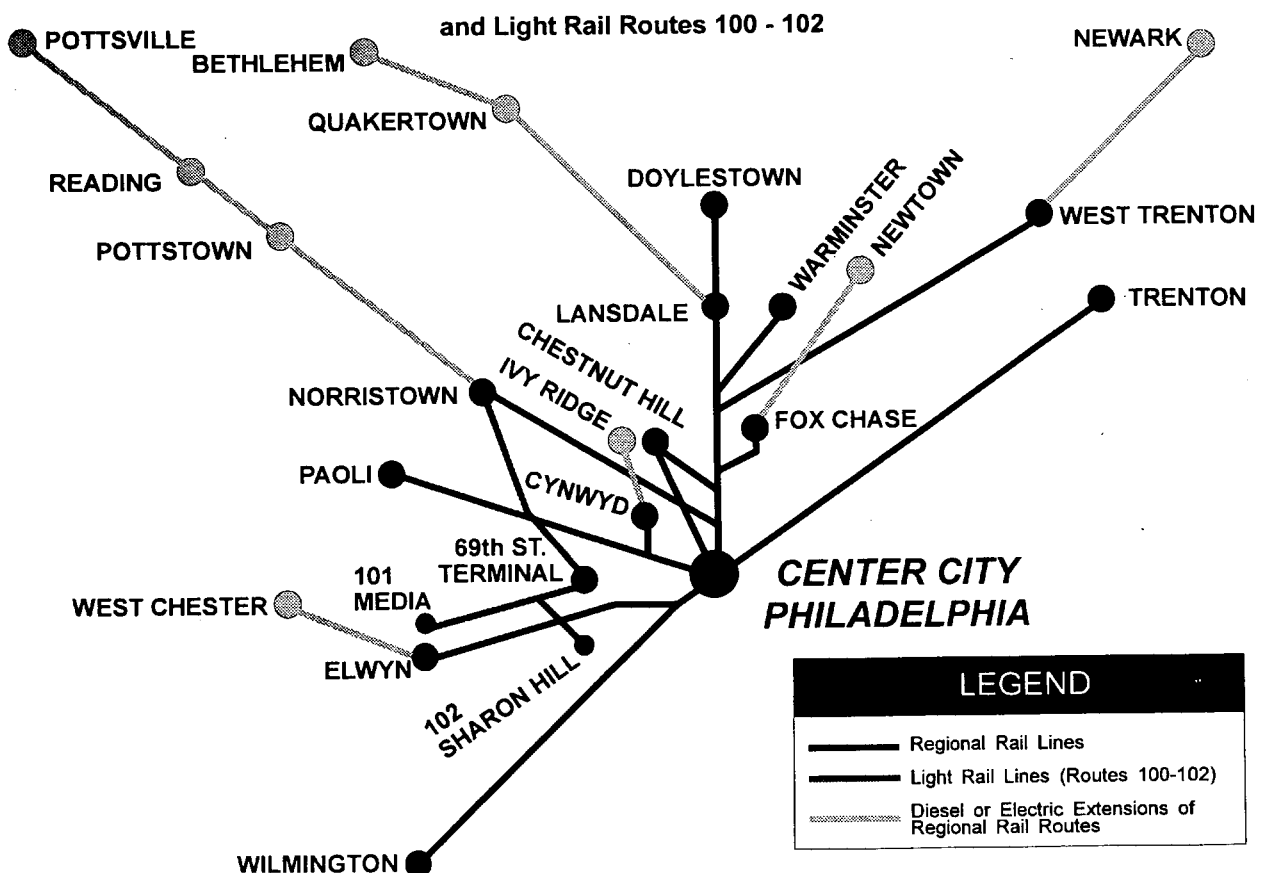 and Light Rail Routes 100 - 102
POTTSVILLE
BETHLEHEM
NEWARK
QUAKERTOWN
READING
DOYLESTOWN
WARMINSTER
NEWTOWN
WEST TRENTON
POTTSTOWN
TRENTON
LANSDALE
CHESTNUT HILL
IVY RIDGE
NORRISTOWN
FOX CHASE
PAOLI
CYNWYD
69th ST.
TERMINAL
101
MEDIA
WEST CHESTER
ELWYN
102
SHARON HILL
CENTER CITY
PHILADELPHIA
WILMINGTON
LEGEND
Regional Rail Lines
Light Rail Lines (Routes 100-102)
Diesel or Electric Extensions of
Regional Rail Routes